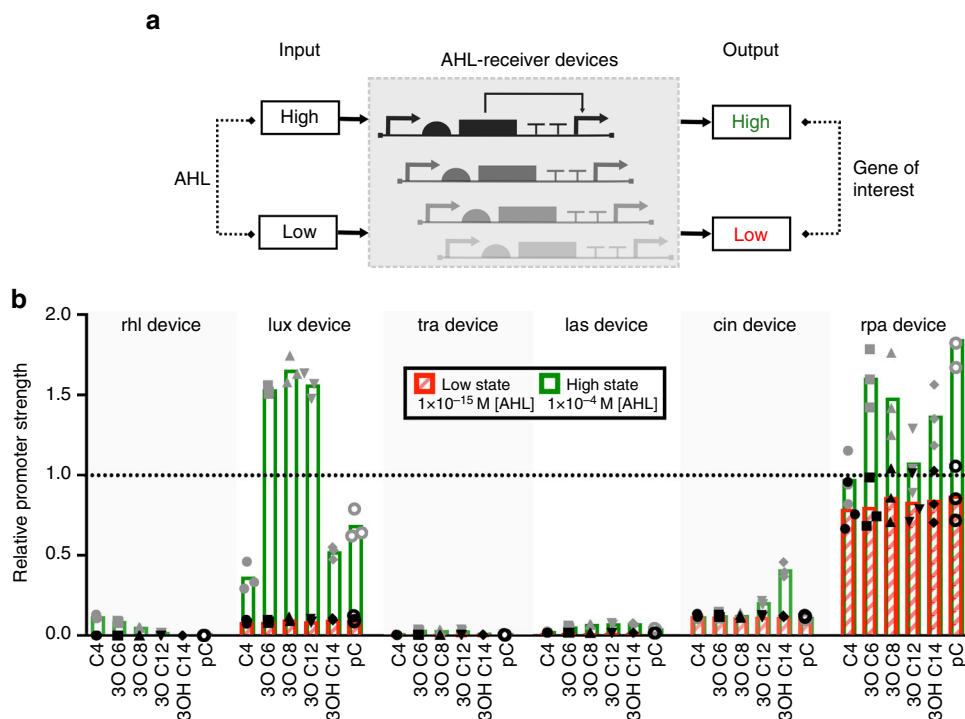 a
Input
AHL-receiver devices
Output
High
High
AHL
Gene of
interest
Low
Low
b
Relative promoter strength
2.0
1.5
1.0
0.5
0.0
rhl device
lux device
tra device
las device
cin device
rpa device
Low state
1×10⁻¹⁵ M [AHL]
High state
1×10⁻⁴ M [AHL]
C4
3O C6
3O C8
3O C12
3OH C14
pC
C4
3O C6
3O C8
3O C12
3OH C14
pC
C4
3O C6
3O C8
3O C12
3OH C14
pC
C4
3O C6
3O C8
3O C12
3OH C14
pC
C4
3O C6
3O C8
3O C12
3OH C14
pC
C4
3O C6
3O C8
3O C12
3OH C14
pC